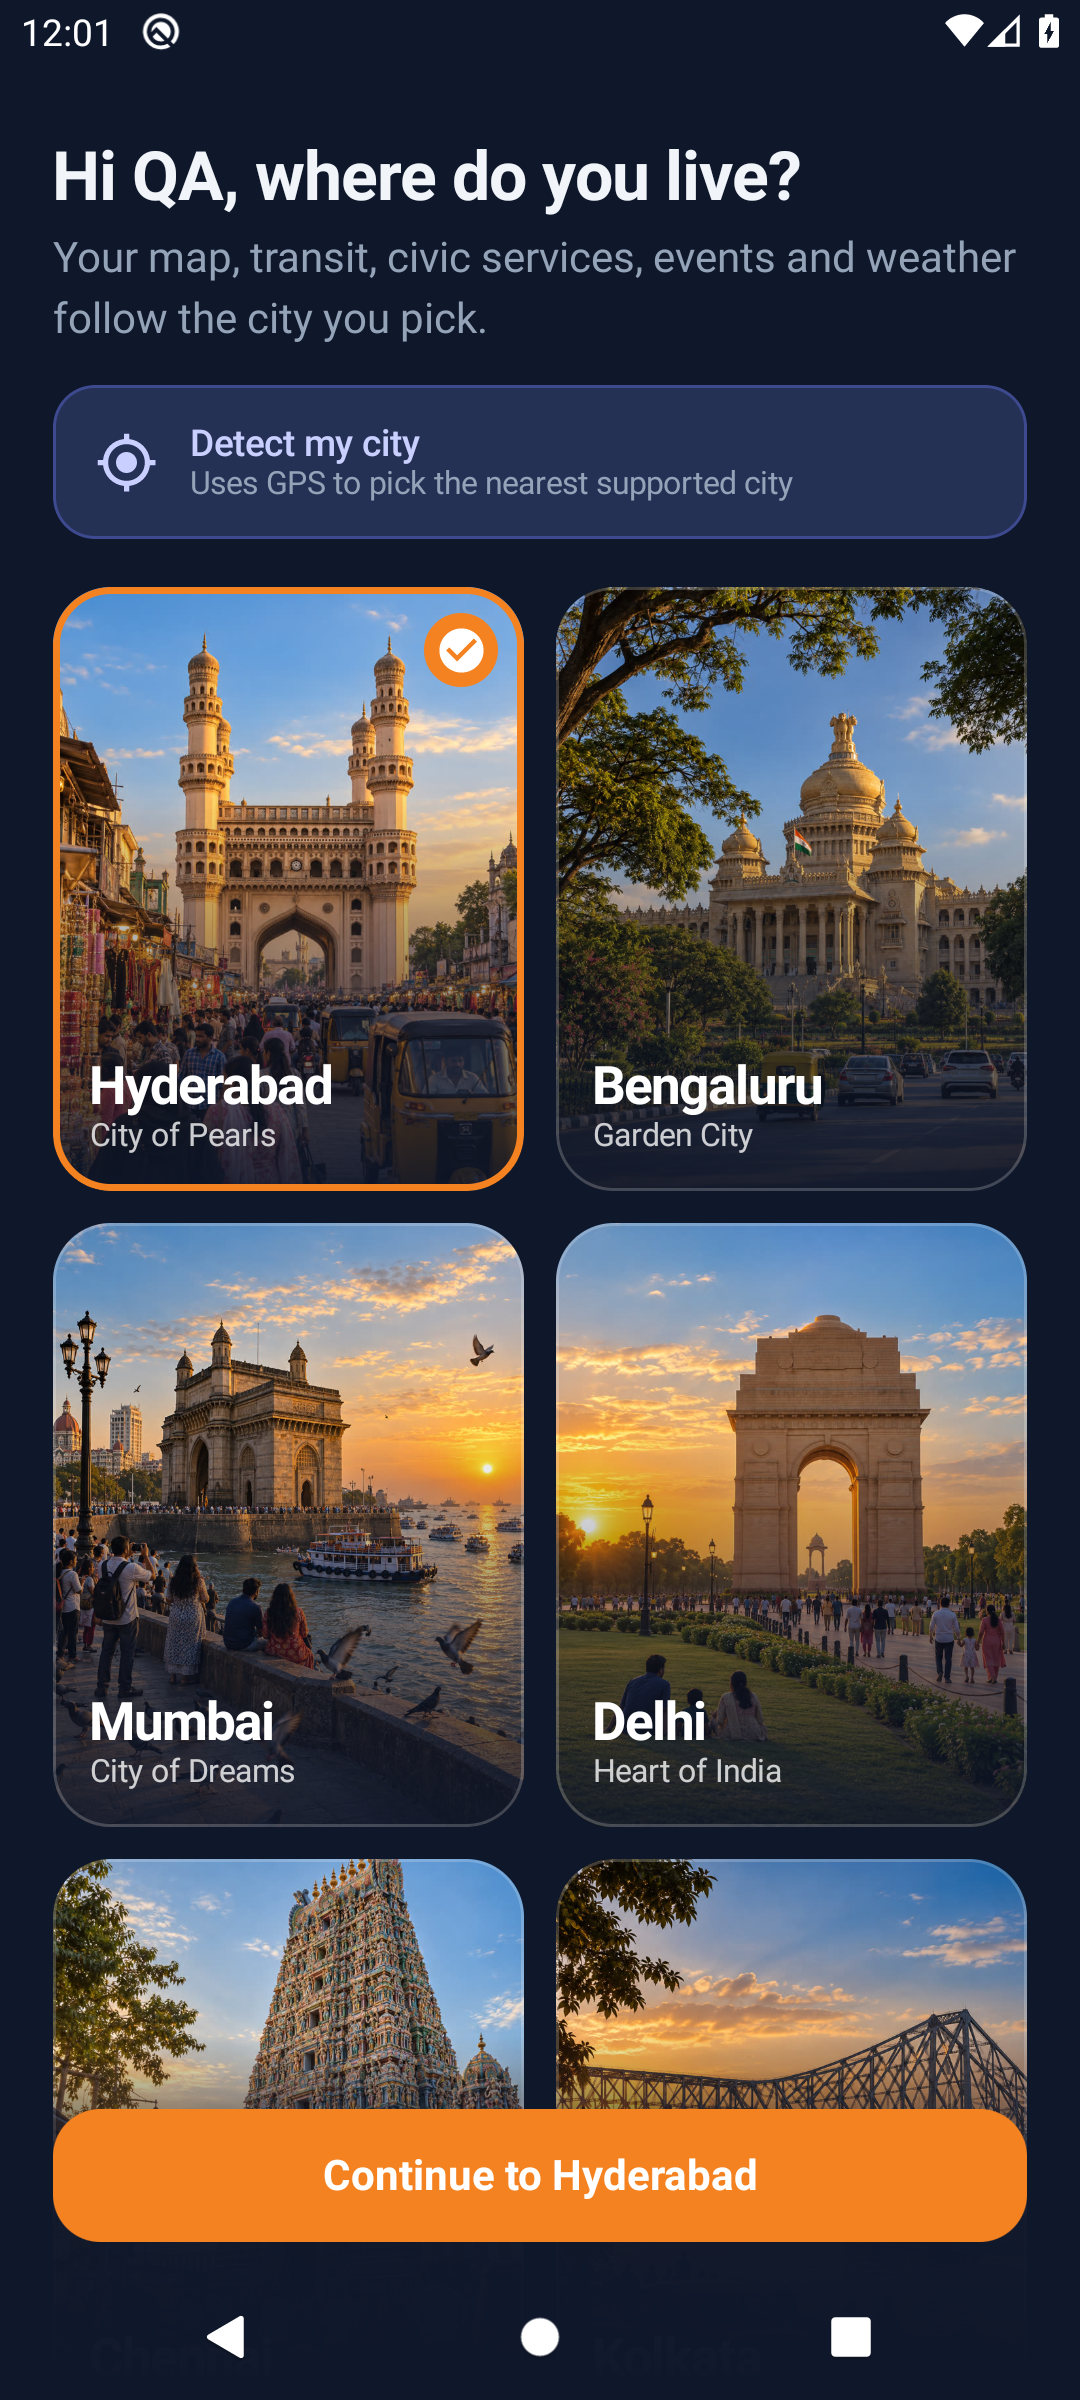 12:01
Hi QA, where do you live?
Your map, transit, civic services, events and weather
follow the city you pick.
Detect my city
Uses GPS to pick the nearest supported city
Hyderabad
City of Pearls
Bengaluru
Garden City
Mumbai
City of Dreams
Delhi
Heart of India
Continue to Hyderabad
Chennai
Kolkata